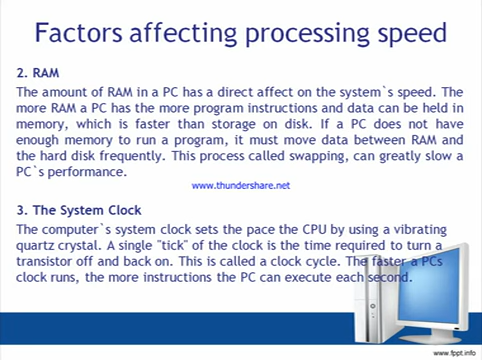 Factors affecting processing speed
2. RAM
The amount of RAM in a PC has a direct affect on the system`s speed. The
more RAM a PC has the more program instructions and data can be held in
memory, which is faster than storage on disk. If a PC does not have
enough memory to run a program, it must move data between RAM and
the hard disk frequently. This process called swapping, can greatly slow a
PC`s performance.
www.thundershare.net
3. The System Clock
The computer`s system clock sets the pace the CPU by using a vibrating
quartz crystal. A single "tick" of the clock is the time required to turn a
transistor off and back on. This is called a clock cycle. The faster a PCs
clock runs, the more instructions the PC can execute each second.
www.fppt.info